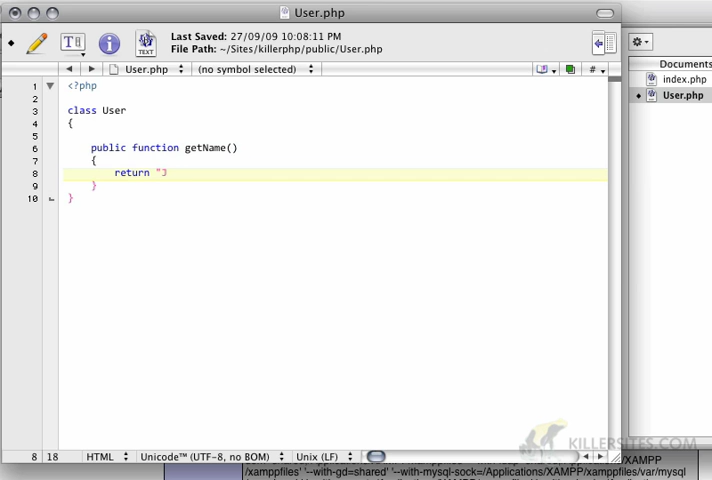 User.php
Last Saved: 27/09/09 10:08:11 PM
File Path: ~/Sites/killerphp/public/User.php
TEXT
User.php (no symbol selected) #
Documents
index.php
User.php
1 <?php
2
3 class User
4 {
5
6 public function getName()
7 {
8 return "J
9 }
10 }
KILLERSITES.COM
8 18 HTML Unicode™ (UTF-8, no BOM) Unix (LF)
/xamppfiles' '--with-gd=shared' '--with-mysql-sock=/Applications/XAMPP/xamppfiles/var/mysql